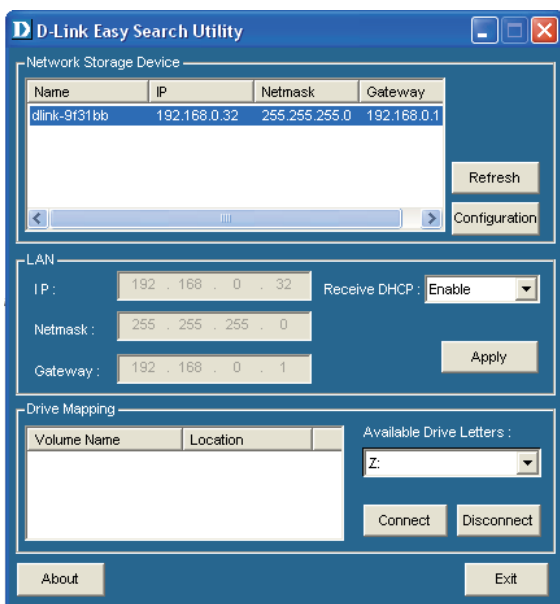 D D-Link Easy Search Utility
Network Storage Device
Name IP Netmask Gateway
dlink-9f31bb 192.168.0.32 255.255.255.0 192.168.0.1
Refresh
Configuration
LAN
IP : 192 . 168 . 0 . 32 Receive DHCP : Enable
Netmask : 255 . 255 . 255 . 0
Gateway : 192 . 168 . 0 . 1 Apply
Drive Mapping
Volume Name Location Available Drive Letters :
Z:
Connect Disconnect
About Exit